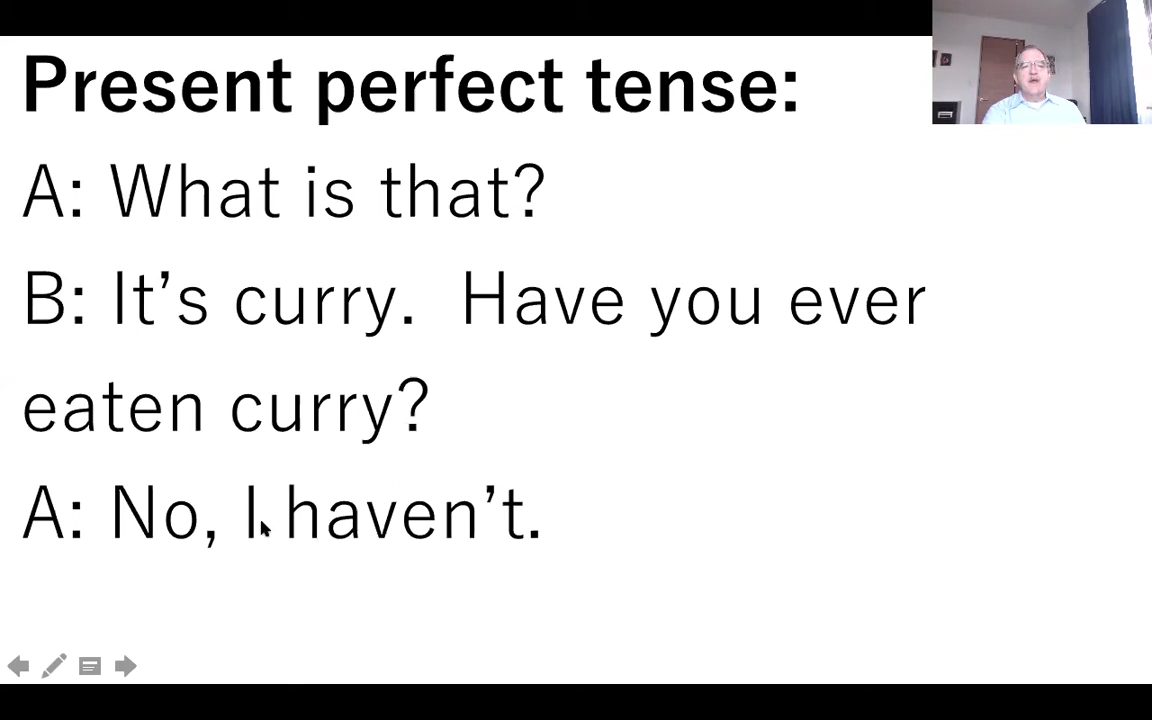 Present perfect tense:
A: What is that?
B: It’s curry.  Have you ever
eaten curry?
A: No, I haven’t.